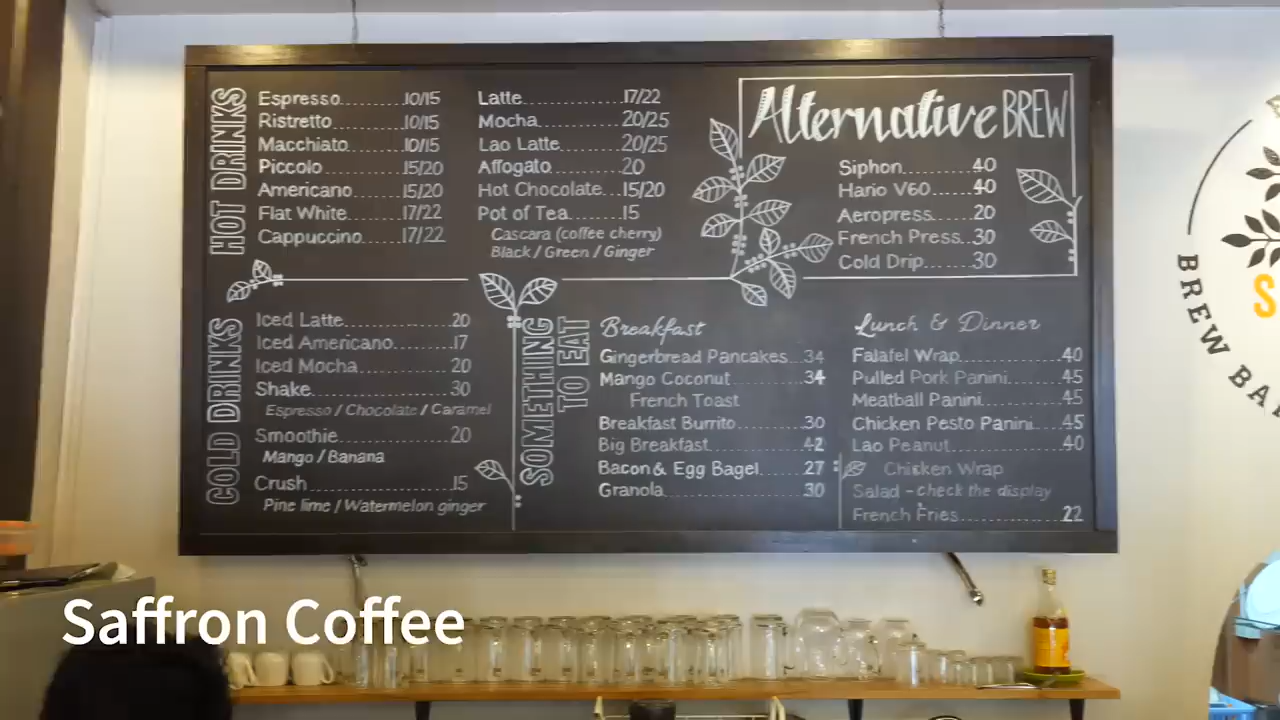 HOT DRINKS
Espresso 10/15
Ristretto 10/15
Macchiato 10/15
Piccolo 15/20
Americano 15/20
Flat White 17/22
Cappuccino 17/22
Latte 17/22
Mocha 20/25
Lao Latte 20/25
Affogato 20
Hot Chocolate 15/20
Pot of Tea 15
Cascara (coffee cherry)
Black / Green / Ginger
Alternative BREW
Siphon 40
Hario V60 40
Aeropress 20
French Press 30
Cold Drip 30
COLD DRINKS
Iced Latte 20
Iced Americano 17
Iced Mocha 20
Shake 30
Espresso / Chocolate / Caramel
Smoothie 20
Mango / Banana
Crush 15
Pine lime / Watermelon ginger
SOMETHING
TO EAT
Breakfast
Gingerbread Pancakes 34
Mango Coconut 34
French Toast
Breakfast Burrito 30
Big Breakfast 42
Bacon & Egg Bagel 27
Granola 30
Lunch & Dinner
Falafel Wrap 40
Pulled Pork Panini 45
Meatball Panini 45
Chicken Pesto Panini 45
Lao Peanut 40
Chicken Wrap
Salad - check the display
French Fries 22
S
BREW BA
Saffron Coffee